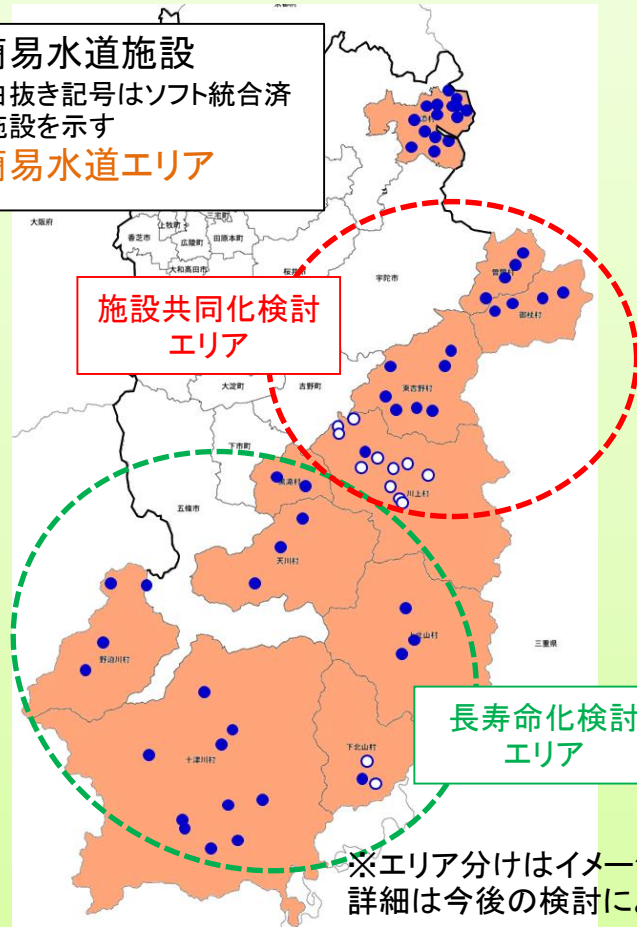 簡易水道施設
白抜き記号はソフト統合済
施設を示す
簡易水道エリア
大阪府
上牧町
三宅町
香芝市
広陵町
田原本町
大和高田市
桜井市
宇陀市
曽爾村
御杖村
施設共同化検討
エリア
東吉野村
大淀町
吉野町
下市町
黒滝村
川上村
五條市
天川村
上北山村
三重県
野迫川村
長寿命化検討
エリア
下北山村
十津川村
※エリア分けはイメー
詳細は今後の検討によ